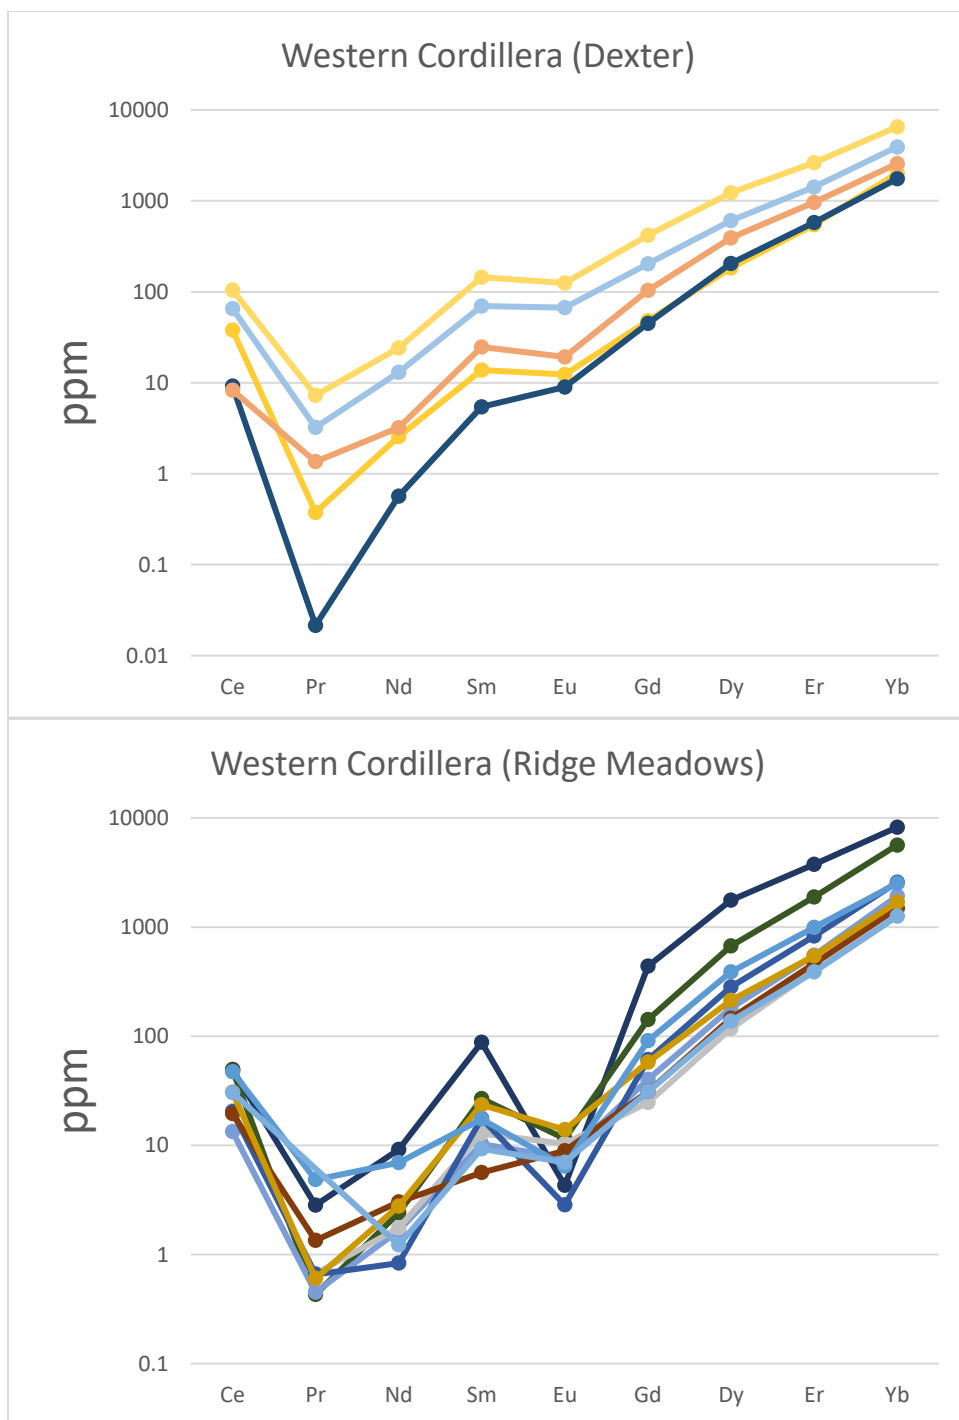 Western Cordillera (Dexter)
10000
1000
100
10
1
0.1
0.01
ppm
Ce Pr Nd Sm Eu Gd Dy Er Yb
Western Cordillera (Ridge Meadows)
10000
1000
100
10
1
0.1
ppm
Ce Pr Nd Sm Eu Gd Dy Er Yb